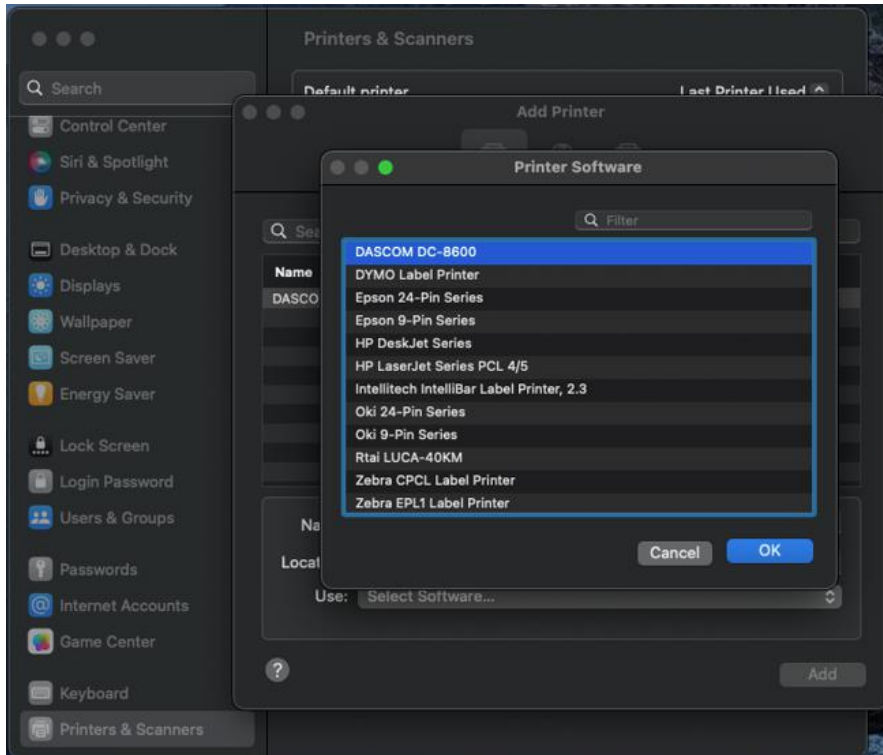 Printers & Scanners
Search
Default printer
Last Printer Used
Control Center
Siri & Spotlight
Privacy & Security
Desktop & Dock
Displays
Wallpaper
Screen Saver
Energy Saver
Lock Screen
Login Password
Users & Groups
Passwords
Internet Accounts
Game Center
Keyboard
Printers & Scanners
Add Printer
Sea
Name
DASCO
Na
Locat
Use: Select Software...
?
Add
Printer Software
Filter
DASCOM DC-8600
DYMO Label Printer
Epson 24-Pin Series
Epson 9-Pin Series
HP DeskJet Series
HP LaserJet Series PCL 4/5
Intellitech IntelliBar Label Printer, 2.3
Oki 24-Pin Series
Oki 9-Pin Series
Rtai LUCA-40KM
Zebra CPCL Label Printer
Zebra EPL1 Label Printer
Cancel
OK